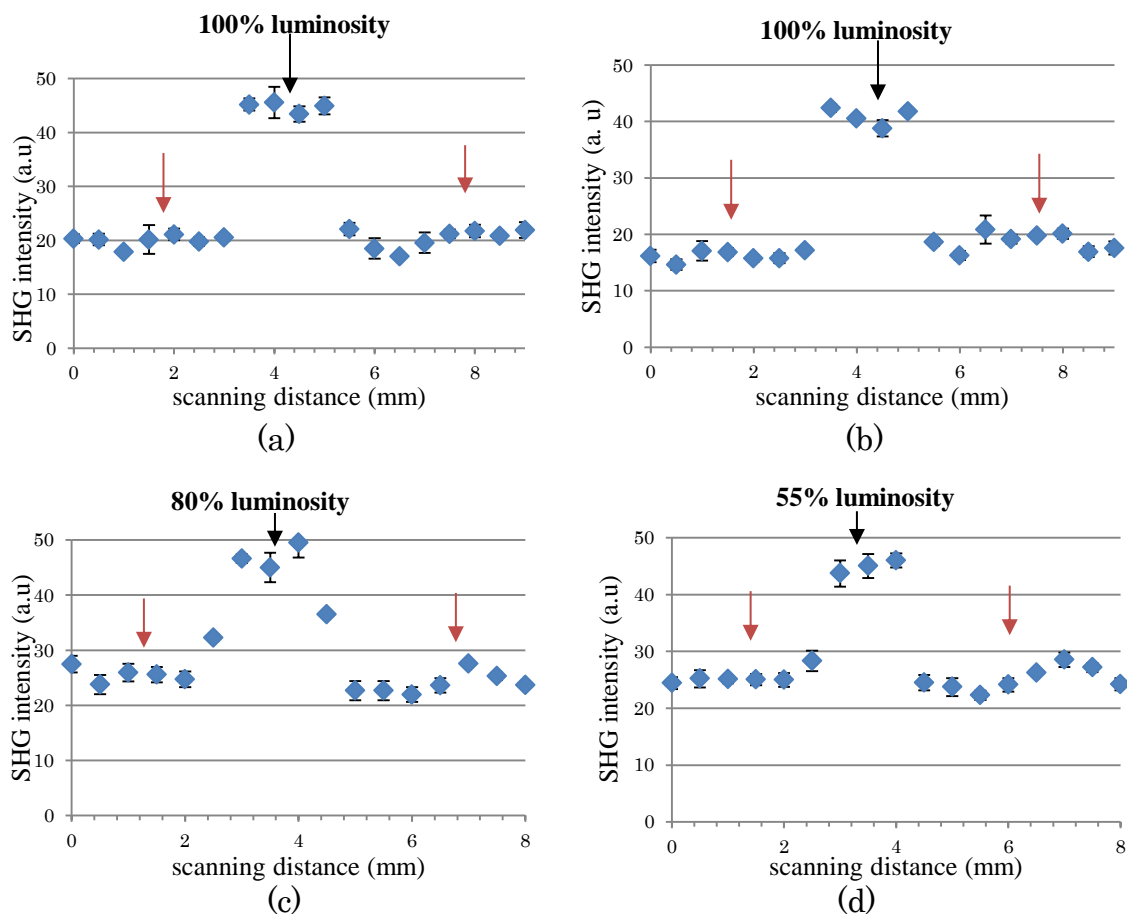 100% luminosity
50
40
30
20
10
0
0 2 4 6 8
SHG intensity (a.u)
scanning distance (mm)
(a)
100% luminosity
50
40
30
20
10
0
0 2 4 6 8
SHG intensity (a. u)
scanning distance (mm)
(b)
80% luminosity
50
40
30
20
10
0
0 2 4 6 8
SHG intensity (a.u)
scanning distance (mm)
(c)
55% luminosity
50
40
30
20
10
0
0 2 4 6 8
SHG intensity (a.u)
scanning distance (mm)
(d)